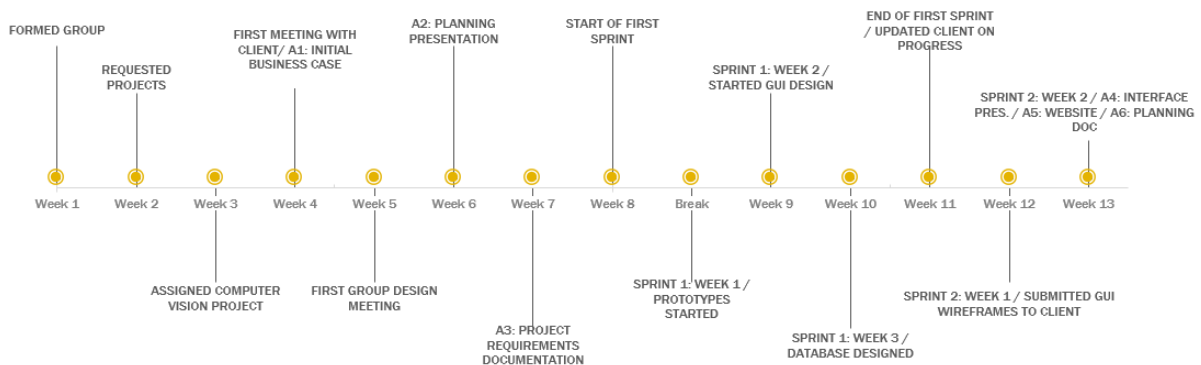 FORMED GROUP
REQUESTED
PROJECTS
FIRST MEETING WITH
CLIENT/ A1: INITIAL
BUSINESS CASE
A2: PLANNING
PRESENTATION
START OF FIRST
SPRINT
SPRINT 1: WEEK 2 /
STARTED GUI DESIGN
END OF FIRST SPRINT
/ UPDATED CLIENT ON
PROGRESS
SPRINT 2: WEEK 2 / A4: INTERFACE
PRES. / A5: WEBSITE / A6: PLANNING
DOC
Week 1 Week 2 Week 3 Week 4 Week 5 Week 6 Week 7 Week 8 Break Week 9 Week 10 Week 11 Week 12 Week 13
ASSIGNED COMPUTER
VISION PROJECT
FIRST GROUP DESIGN
MEETING
A3: PROJECT
REQUIREMENTS
DOCUMENTATION
SPRINT 1: WEEK 1 /
PROTOTYPES
STARTED
SPRINT 1: WEEK 3 /
DATABASE DESIGNED
SPRINT 2: WEEK 1 / SUBMITTED GUI
WIREFRAMES TO CLIENT